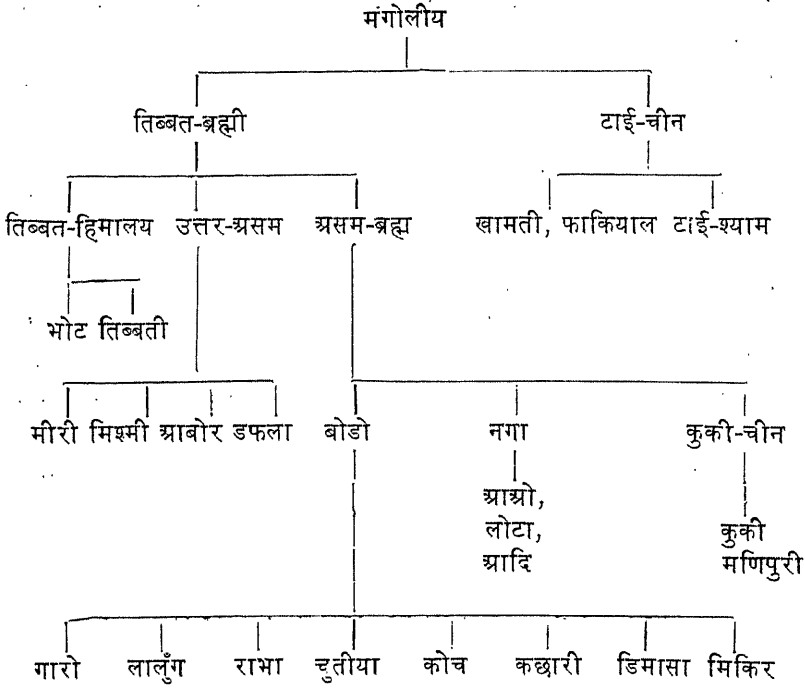 मंगोलीय
तिब्बत-ब्रह्मी टाई-चीन
तिब्बत-हिमालय उत्तर-असम असम-ब्रह्म खामती, फाकियाल टाई-श्याम
भोट तिब्बती
मीरी मिश्मी आबोर डफला बोडो नगा कुकी-चीन
आओ,
लोटा, कुकी
आदि मणिपुरी
गारो लालुँग राभा चुतीया कोच कछारी डिमासा मिकिर